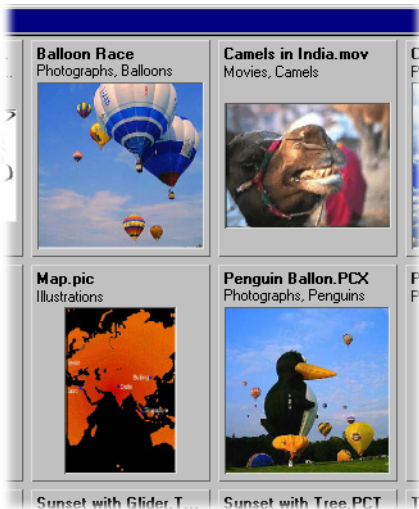 Balloon Race
Photographs, Balloons
Camels in India.mov
Movies, Camels
Map.pic
Illustrations
Penguin Ballon.PCX
Photographs, Penguins
Sunset with Glider.T...
Sunset with Tree.PCT